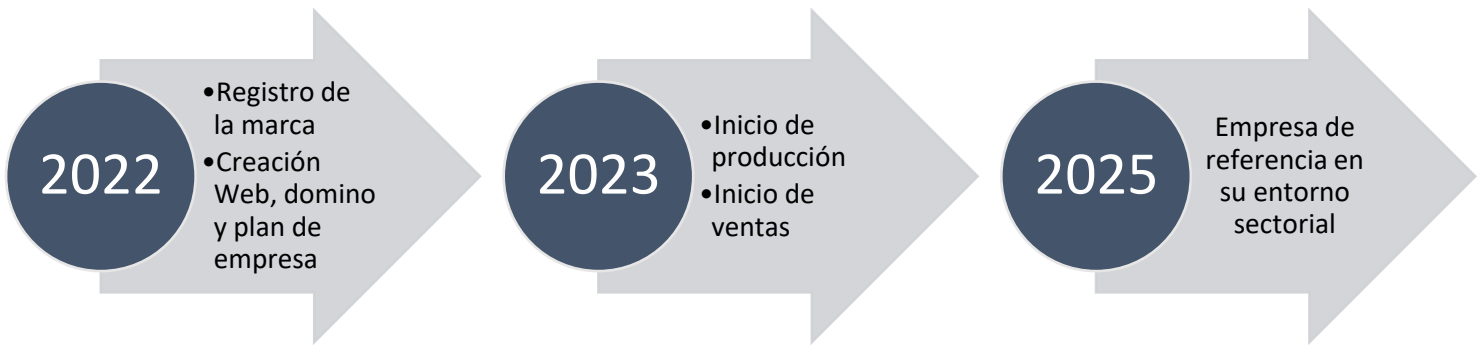 2022
•Registro de
la marca
•Creación
Web, domino
y plan de
empresa
2023
•Inicio de
producción
•Inicio de
ventas
2025
Empresa de
referencia en
su entorno
sectorial